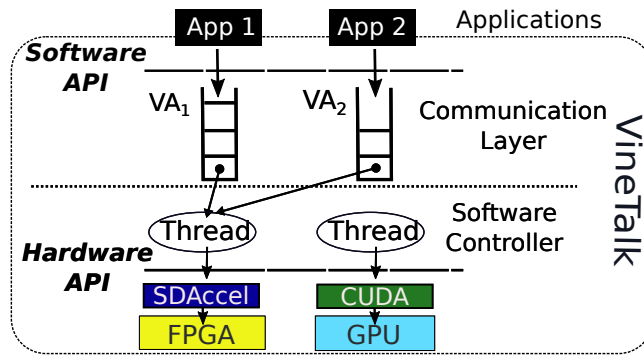 App 1
App 2
Applications
Software
API
VA1
VA2
Communication
Layer
VineTalk
Thread
Thread
Software
Controller
Hardware
API
SDAccel
CUDA
FPGA
GPU